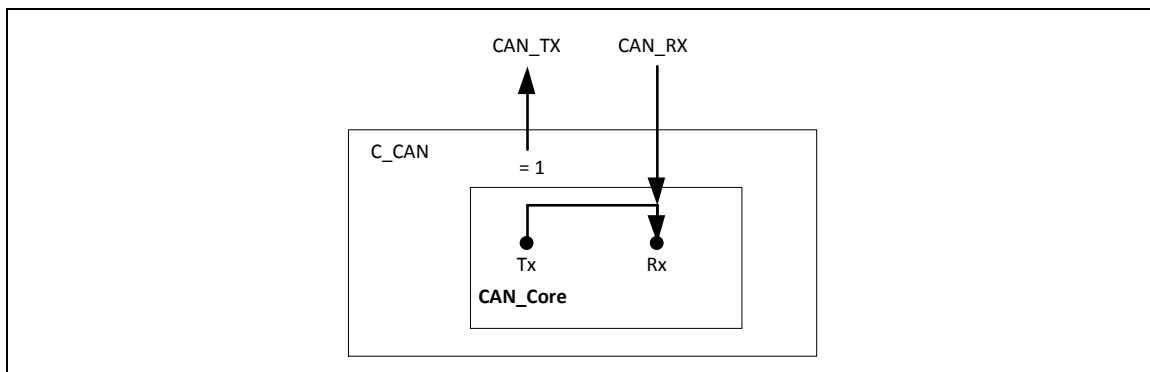 CAN_TX CAN_RX
C_CAN
= 1
Tx Rx
CAN_Core